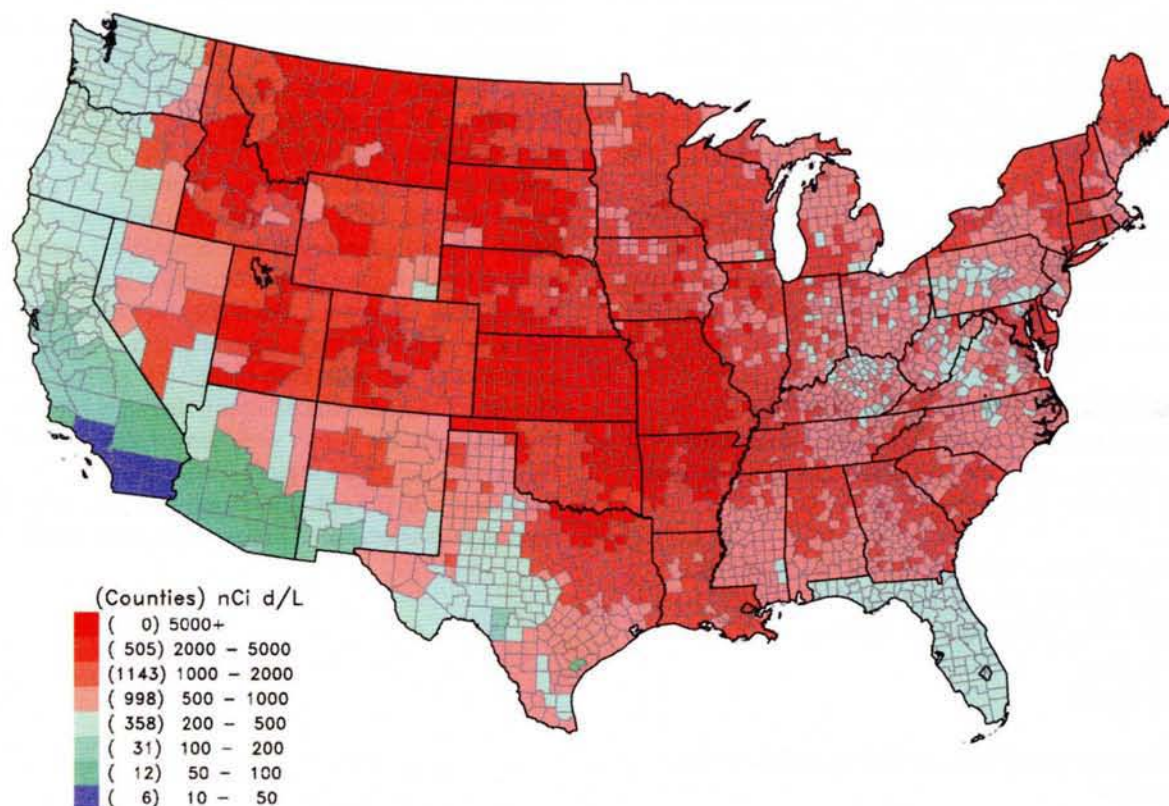 (Counties) nCi d/L
( 0) 5000+
( 505) 2000 - 5000
(1143) 1000 - 2000
( 998) 500 - 1000
( 358) 200 - 500
( 31) 100 - 200
( 12) 50 - 100
( 6) 10 - 50